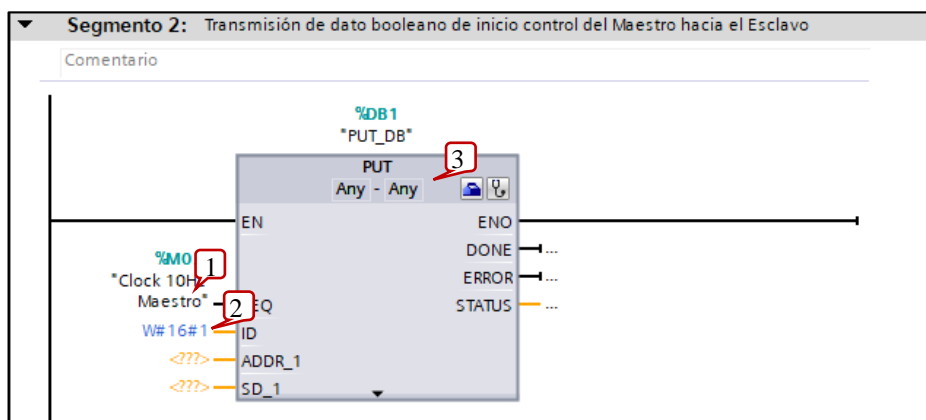 Segmento 2: Transmisión de dato booleano de inicio control del Maestro hacia el Esclavo
Comentario
%DB1
"PUT_DB"
PUT
3
Any - Any
EN
ENO
DONE
...
%M0
1
"Clock 10Hz
ERROR
...
Maestro"
2
EQ
STATUS
...
W#16#1
ID
<???>
ADDR_1
<???>
SD_1